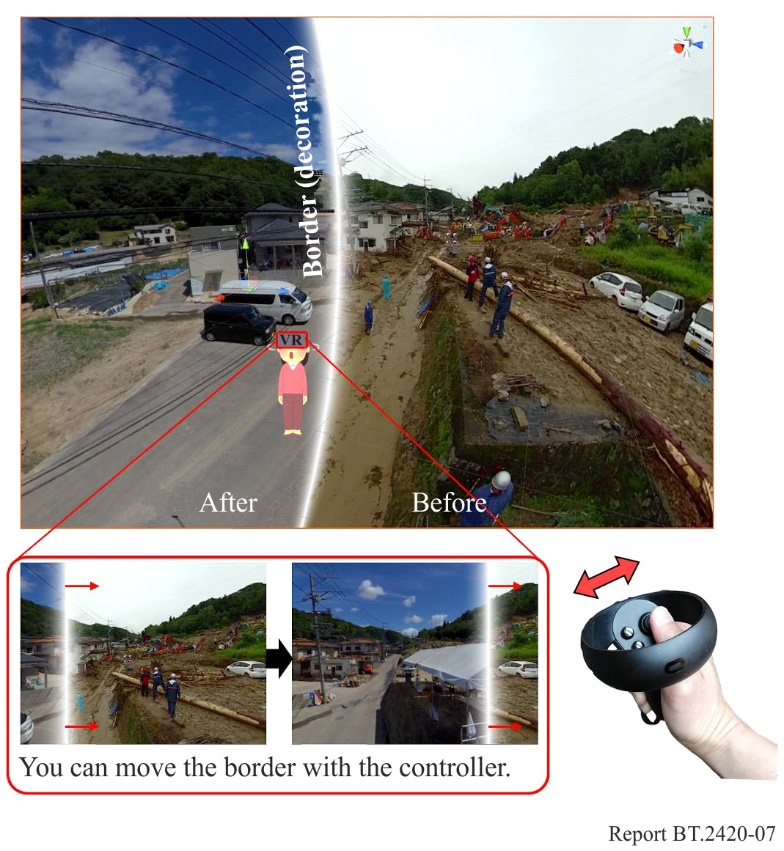 Border (decoration)
VR
After
Before
You can move the border with the controller.
Report BT.2420-07